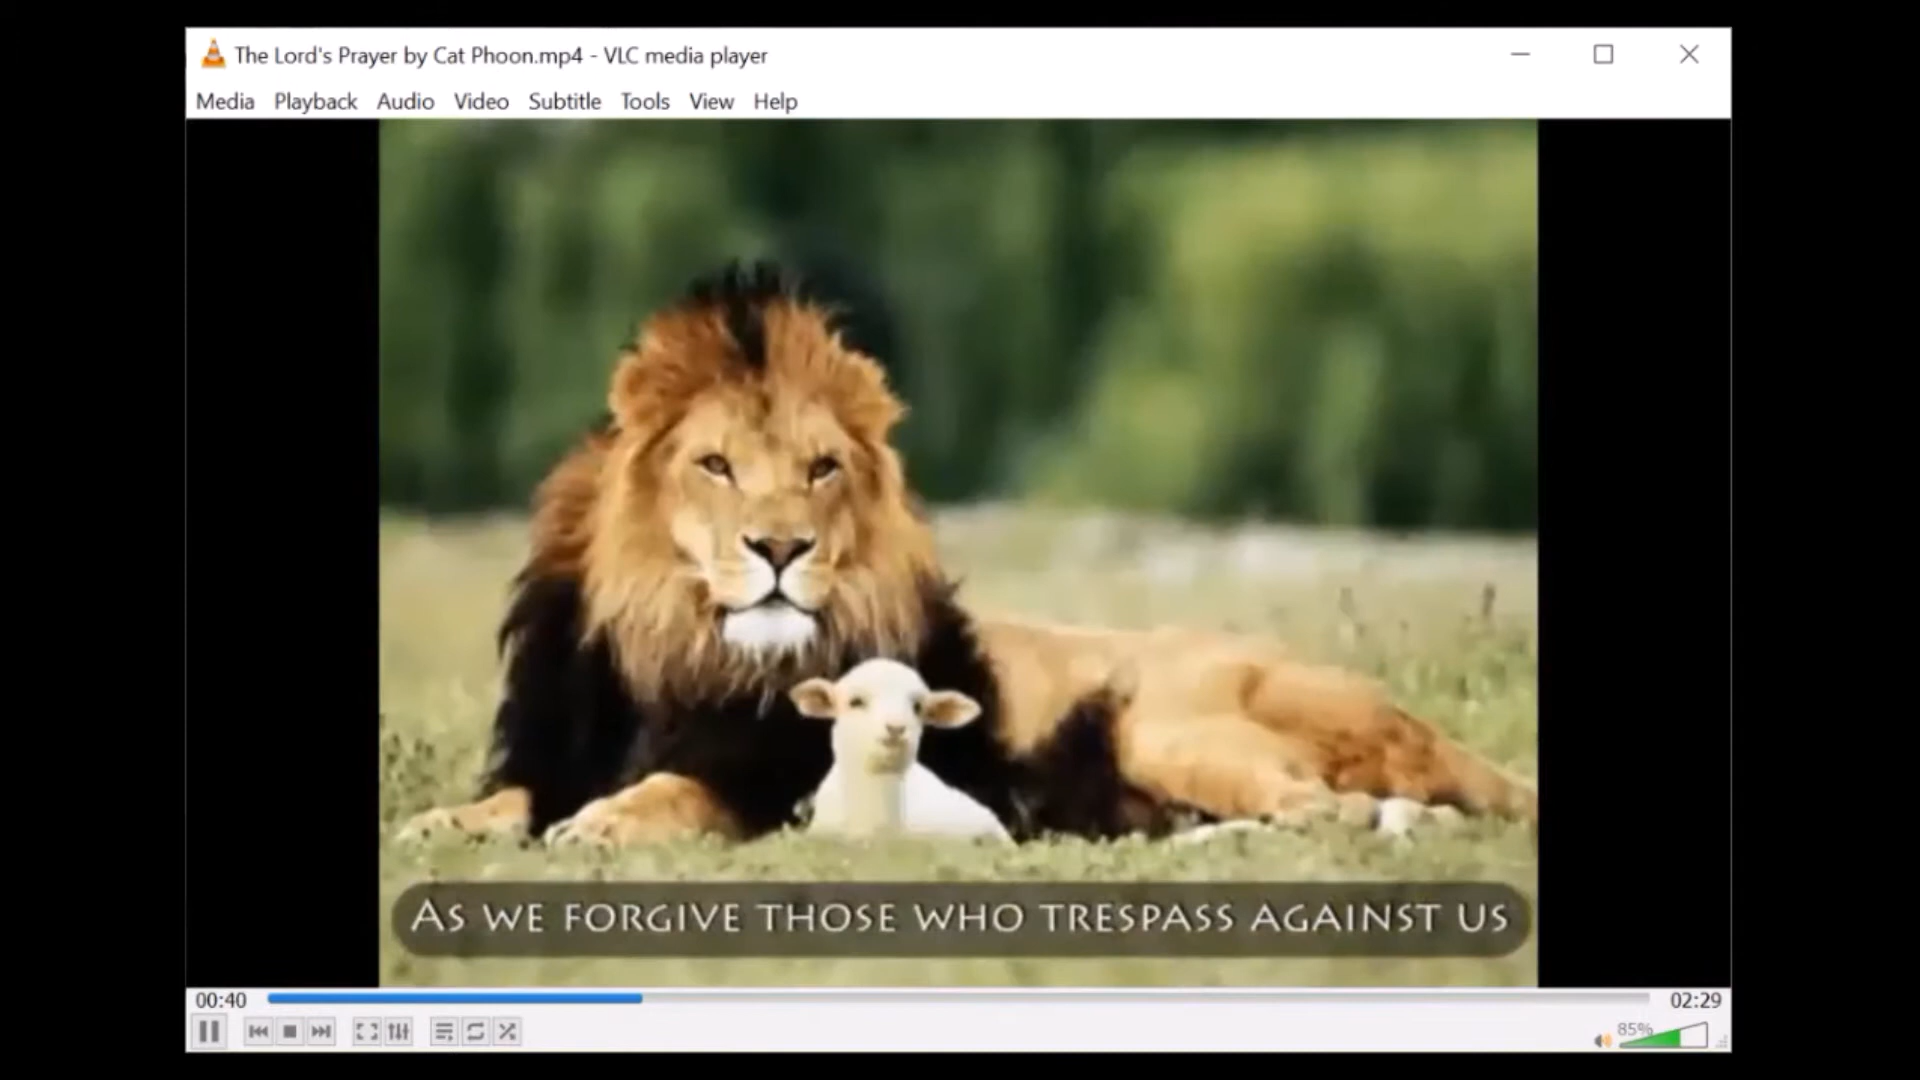 The Lord's Prayer by Cat Phoon.mp4 - VLC media player
Media Playback Audio Video Subtitle Tools View Help
AS WE FORGIVE THOSE WHO TRESPASS AGAINST US
00:40 02:29
85%